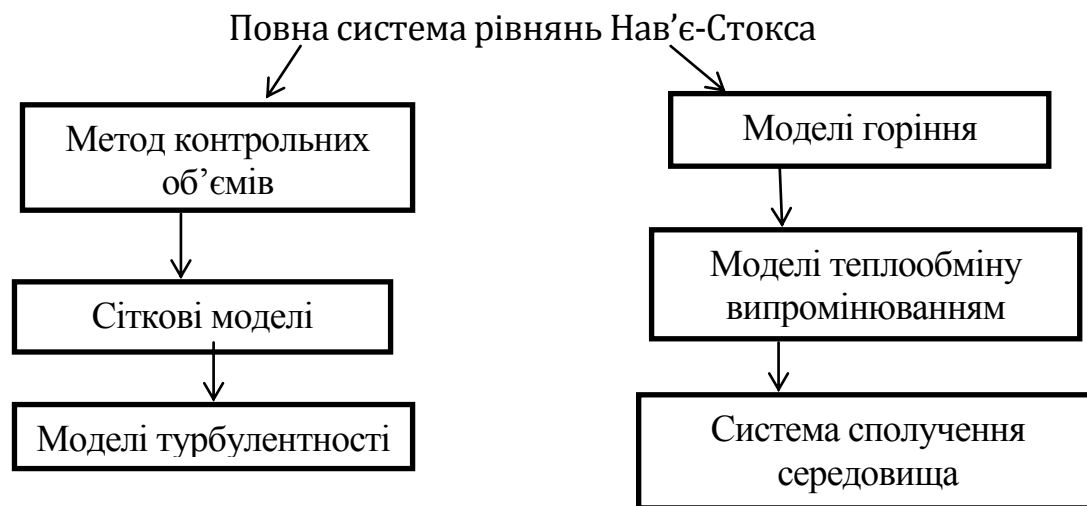 Повна система рівнянь Нав’є-Стокса
Метод контрольних
об’ємів
Сіткові моделі
Моделі турбулентності
Моделі горіння
Моделі теплообміну
випромінюванням
Система сполучення
середовища